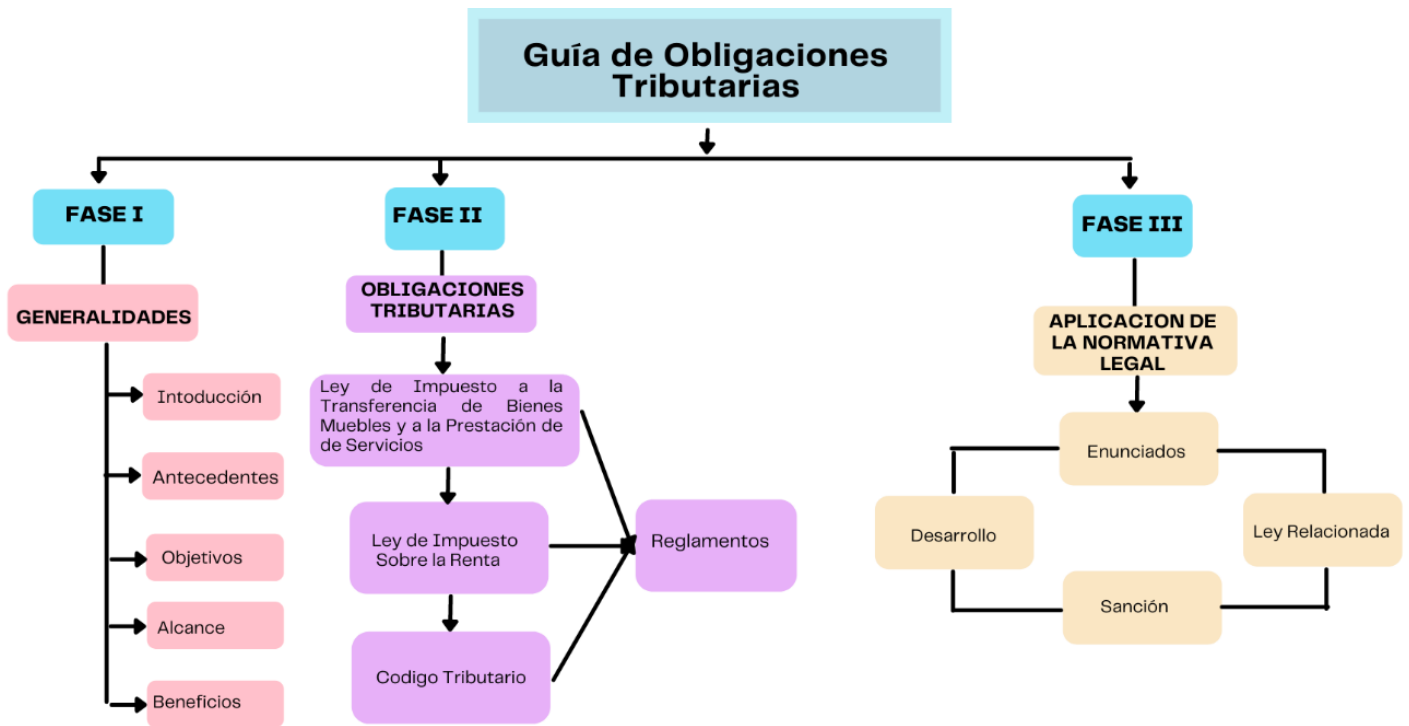 Guía de Obligaciones
Tributarias
FASE I
FASE II
FASE III
GENERALIDADES
Intoducción
Antecedentes
Objetivos
Alcance
Beneficios
OBLIGACIONES
TRIBUTARIAS
Ley de Impuesto a la
Transferencia de Bienes
Muebles y a la Prestación de
de Servicios
Ley de Impuesto
Sobre la Renta
Codigo Tributario
Reglamentos
APLICACION DE
LA NORMATIVA
LEGAL
Enunciados
Desarrollo
Ley Relacionada
Sanción